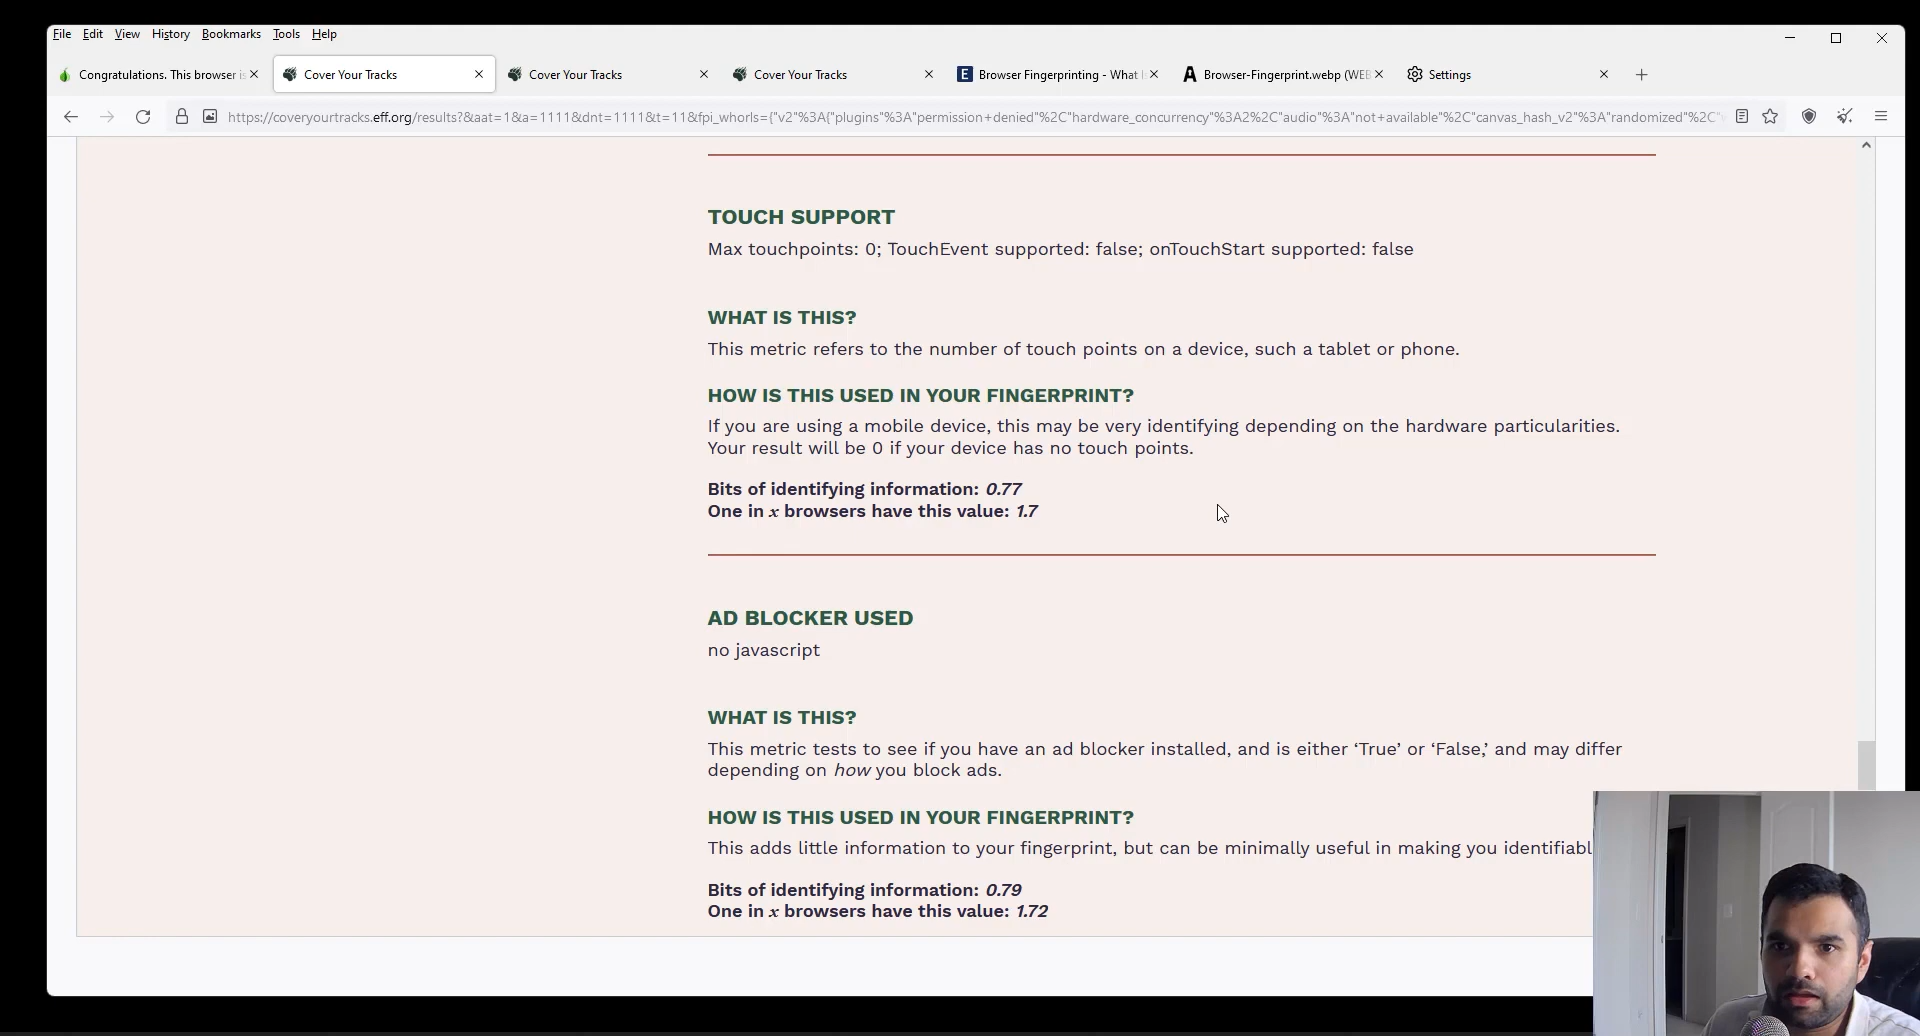 File Edit View History Bookmarks Tools Help
Congratulations. This browser is
Cover Your Tracks
Cover Your Tracks
Cover Your Tracks
Browser Fingerprinting - What
Browser-Fingerprint.webp (WEB
Settings
https://coveryourtracks.eff.org/results?&aat=1&a=1111&dnt=1111&t=11&fpi_whorls={"v2"%3A{"plugins"%3A"permission+denied"%2C"hardware_concurrency"%3A2%2C"audio"%3A"not+available"%2C"canvas_hash_v2"%3A"randomized"%2C"
TOUCH SUPPORT
Max touchpoints: 0; TouchEvent supported: false; onTouchStart supported: false
WHAT IS THIS?
This metric refers to the number of touch points on a device, such a tablet or phone.
HOW IS THIS USED IN YOUR FINGERPRINT?
If you are using a mobile device, this may be very identifying depending on the hardware particularities.
Your result will be 0 if your device has no touch points.
Bits of identifying information: 0.77
One in x browsers have this value: 1.7
AD BLOCKER USED
no javascript
WHAT IS THIS?
This metric tests to see if you have an ad blocker installed, and is either ‘True’ or ‘False,’ and may differ
depending on how you block ads.
HOW IS THIS USED IN YOUR FINGERPRINT?
This adds little information to your fingerprint, but can be minimally useful in making you identifiabl
Bits of identifying information: 0.79
One in x browsers have this value: 1.72